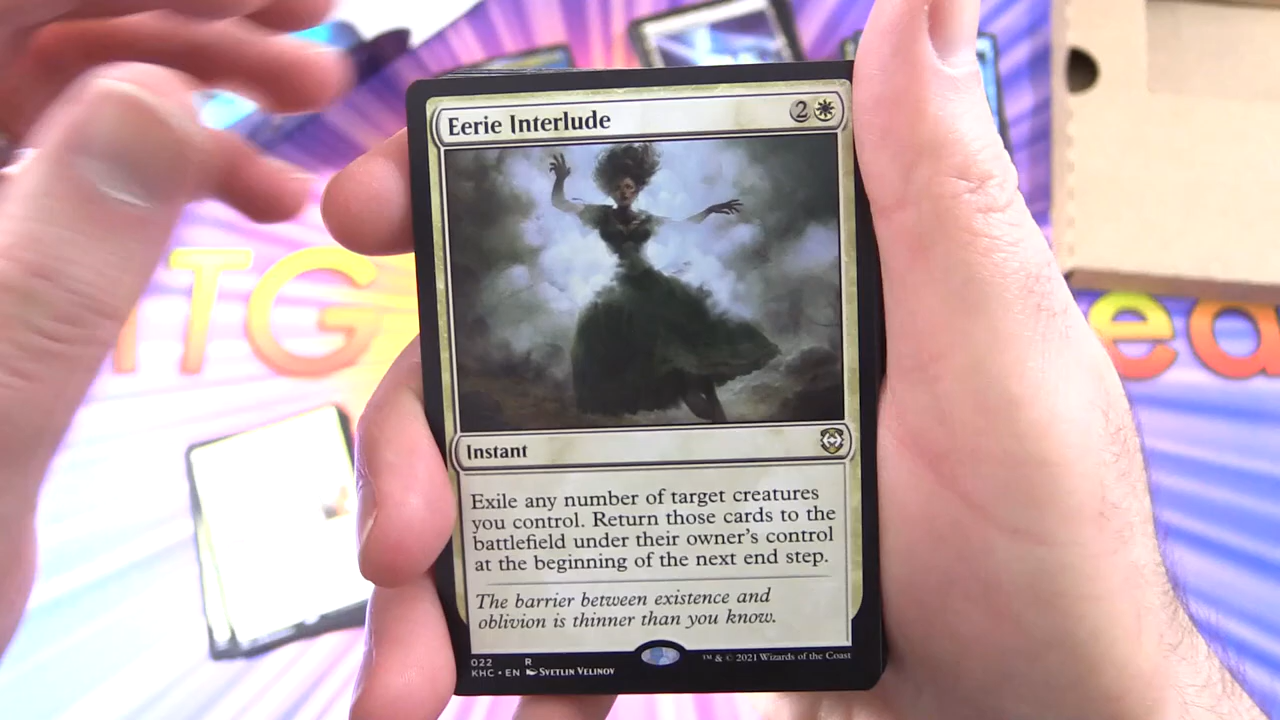 Eerie Interlude 2
TG
ea
Instant
Exile any number of target creatures
you control. Return those cards to the
battlefield under their owner's control
at the beginning of the next end step.
The barrier between existence and
oblivion is thinner than you know.
022 R
KHC • EN Svetlin Velinov
™ & © 2021 Wizards of the Coast